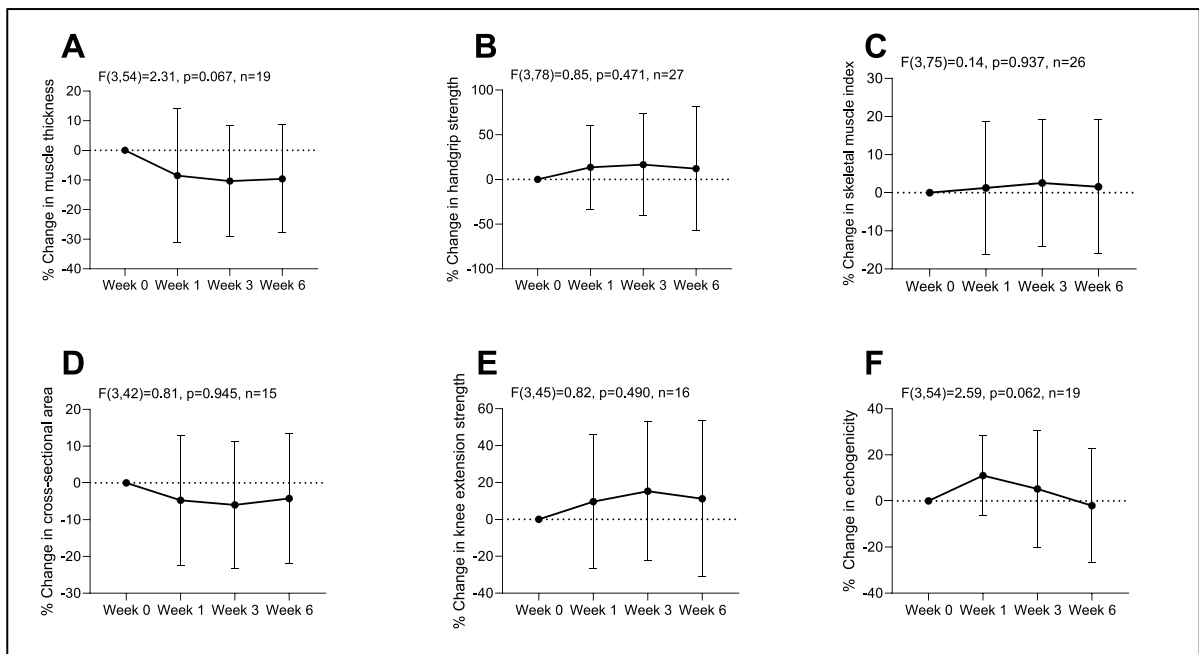 A
F(3,54)=2.31, p=0.067, n=19
% Change in muscle thickness
20
10
0
-10
-20
-30
-40
Week 0 Week 1 Week 3 Week 6
B
F(3,78)=0.85, p=0.471, n=27
% Change in handgrip strength
100
50
0
-50
-100
Week 0 Week 1 Week 3 Week 6
C
F(3,75)=0.14, p=0.937, n=26
% Change in skeletal muscle index
30
20
10
0
-10
-20
Week 0 Week 1 Week 3 Week 6
D
F(3,42)=0.81, p=0.945, n=15
% Change in cross-sectional area
20
10
0
-10
-20
-30
Week 0 Week 1 Week 3 Week 6
E
F(3,45)=0.82, p=0.490, n=16
% Change in knee extension strength
60
40
20
0
-20
-40
Week 0 Week 1 Week 3 Week 6
F
F(3,54)=2.59, p=0.062, n=19
% Change in echogenicity
40
20
0
-20
-40
Week 0 Week 1 Week 3 Week 6